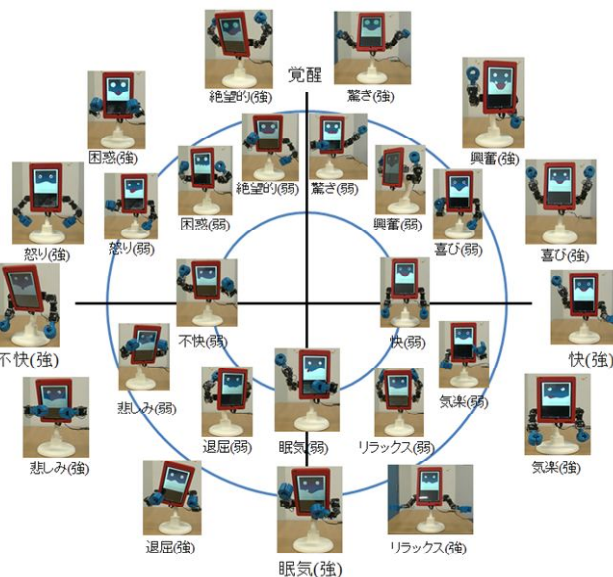 覚醒
絶望的(強)
驚き(強)
困惑(強)
興奮(強)
絶望的(弱)
驚き(弱)
困惑(弱)
興奮(弱)
怒り(強)
怒り(弱)
喜び(弱)
喜び(強)
不快(強)
不快(弱)
快(弱)
快(強)
悲しみ(弱)
気楽(弱)
悲しみ(強)
退屈(弱)
眠気(弱)
リラックス(弱)
気楽(強)
退屈(強)
眠気(強)
リラックス(強)